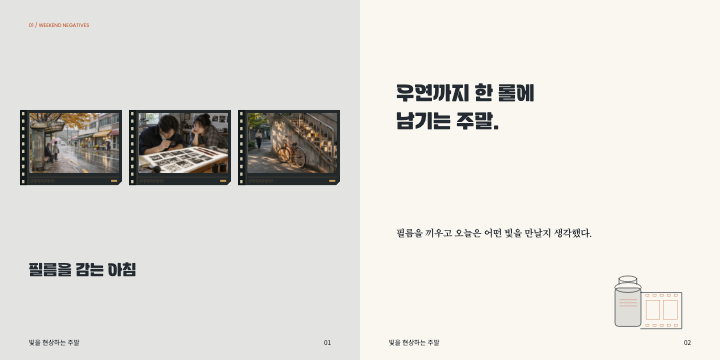 01 / WEEKEND NEGATIVES
필름을 감는 아침
빛을 현상하는 주말
01
우연까지 한 롤에
남기는 주말.
필름을 끼우고 오늘은 어떤 빛을 만날지 생각했다.
빛을 현상하는 주말
02